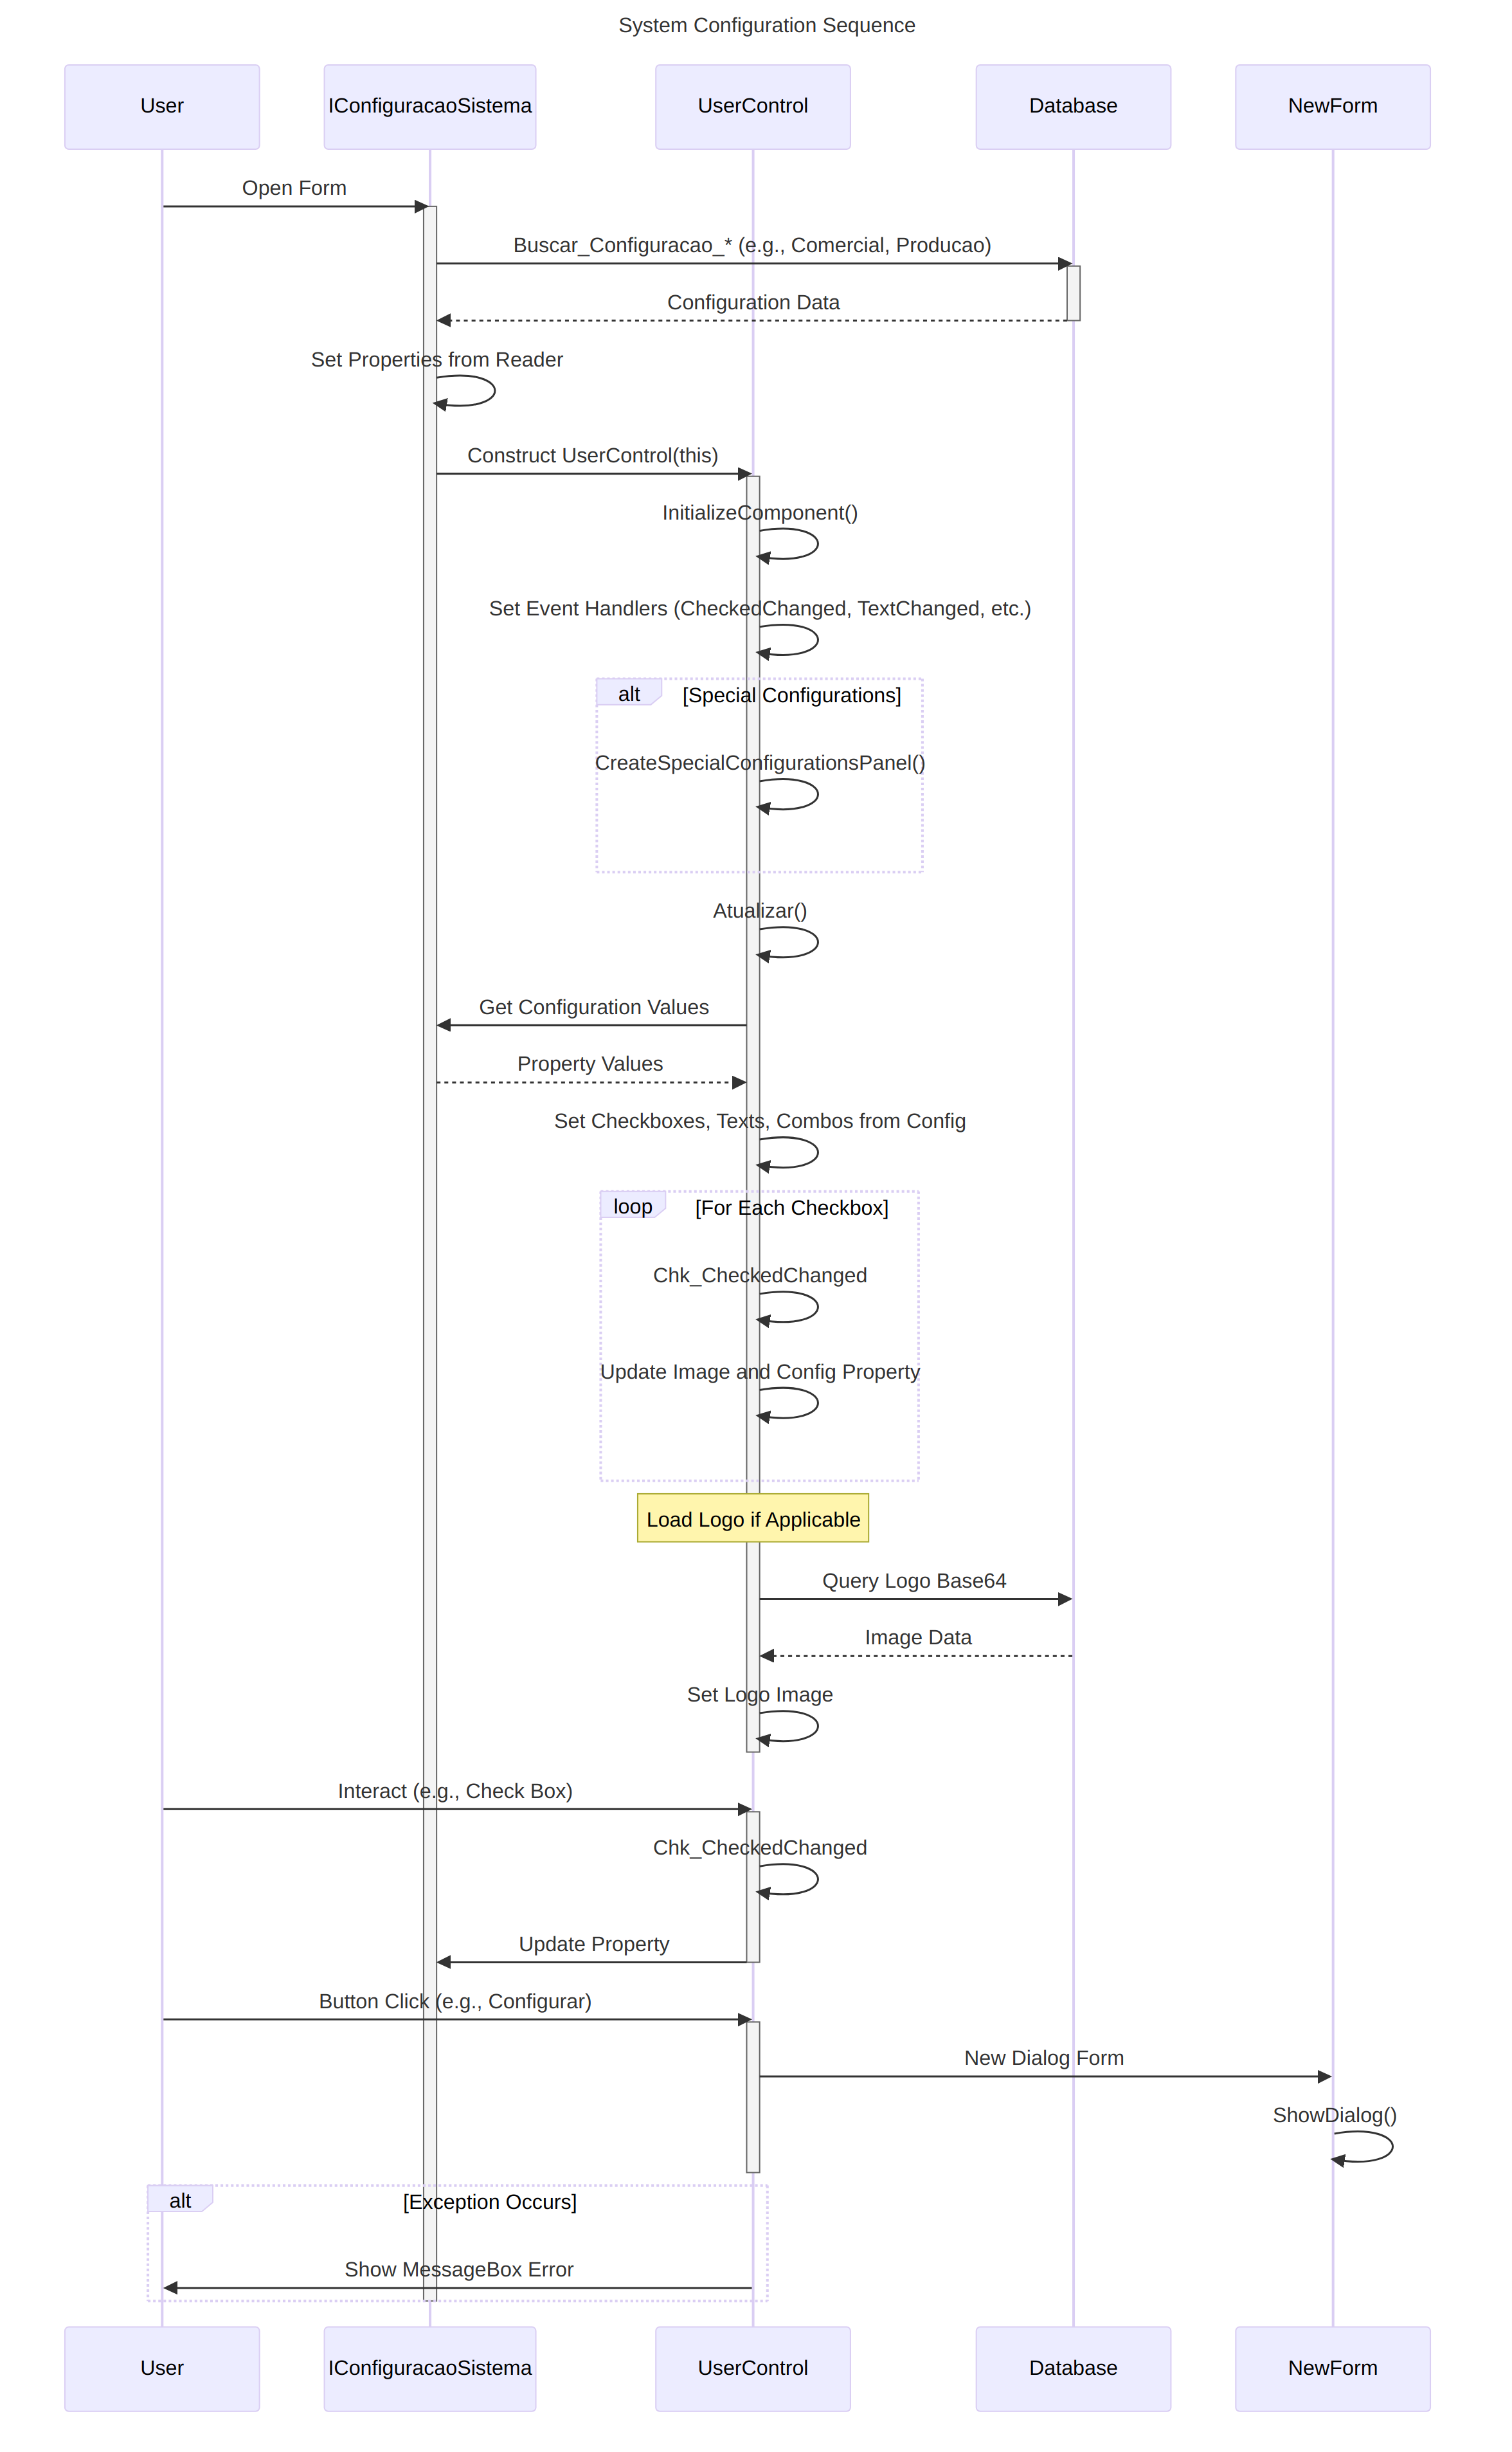 System Configuration Sequence
User
IConfiguracaoSistema
UserControl
Database
NewForm
Open Form
Buscar_Configuracao_* (e.g., Comercial, Producao)
Configuration Data
Set Properties from Reader
Construct UserControl(this)
InitializeComponent()
Set Event Handlers (CheckedChanged, TextChanged, etc.)
alt
[Special Configurations]
CreateSpecialConfigurationsPanel()
Atualizar()
Get Configuration Values
Property Values
Set Checkboxes, Texts, Combos from Config
loop
[For Each Checkbox]
Chk_CheckedChanged
Update Image and Config Property
Load Logo if Applicable
Query Logo Base64
Image Data
Set Logo Image
Interact (e.g., Check Box)
Chk_CheckedChanged
Update Property
Button Click (e.g., Configurar)
New Dialog Form
ShowDialog()
alt
[Exception Occurs]
Show MessageBox Error
User
IConfiguracaoSistema
UserControl
Database
NewForm